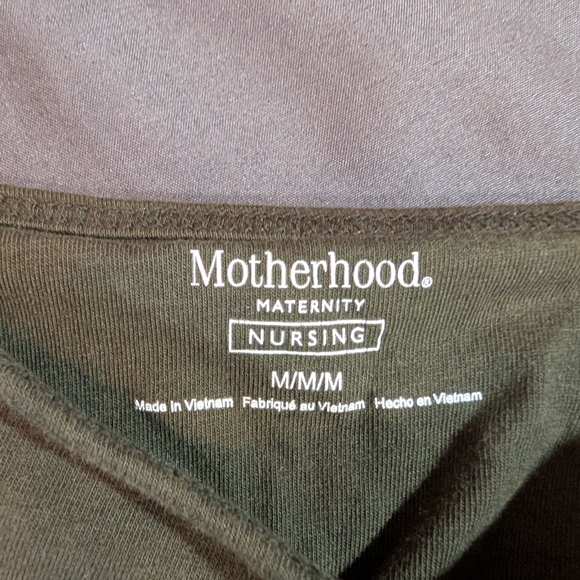 Motherhood®
MATERNITY
NURSING
M/M/M
Made in Vietnam Fabriqué au Vietnam Hecho en Vietnam